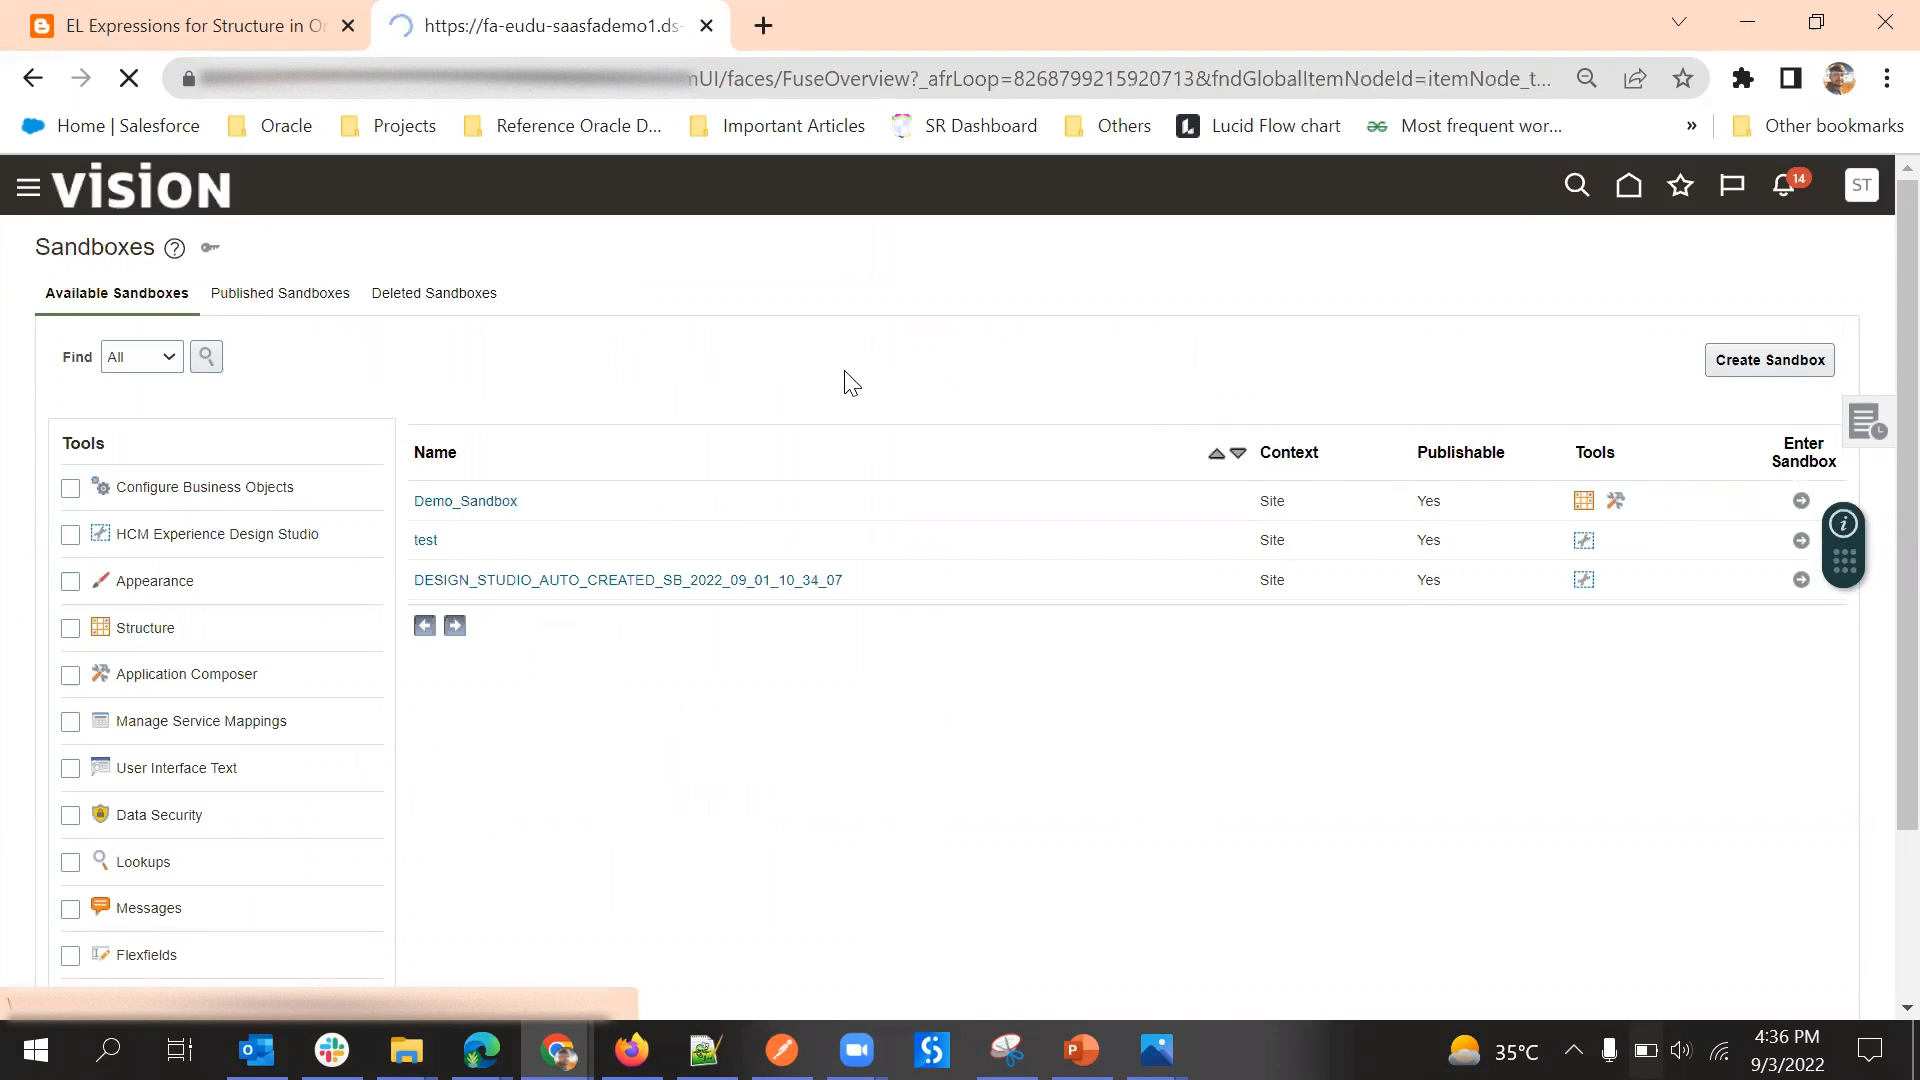 EL Expressions for Structure in Or
https://fa-eudu-saasfademo1.ds-
nUI/faces/FuseOverview?_afrLoop=8268799215920713&fndGlobalItemNodeId=itemNode_t...
Home | Salesforce
Oracle
Projects
Reference Oracle D...
Important Articles
SR Dashboard
Others
Lucid Flow chart
Most frequent wor...
»
Other bookmarks
vision
14
ST
Sandboxes
Available Sandboxes
Published Sandboxes
Deleted Sandboxes
Find
All
Create Sandbox
Tools
Configure Business Objects
HCM Experience Design Studio
Appearance
Structure
Application Composer
Manage Service Mappings
User Interface Text
Data Security
Lookups
Messages
Flexfields
Name Context Publishable Tools Enter
Sandbox
Demo_Sandbox Site Yes
test Site Yes
DESIGN_STUDIO_AUTO_CREATED_SB_2022_09_01_10_34_07 Site Yes
35°C
4:36 PM
9/3/2022